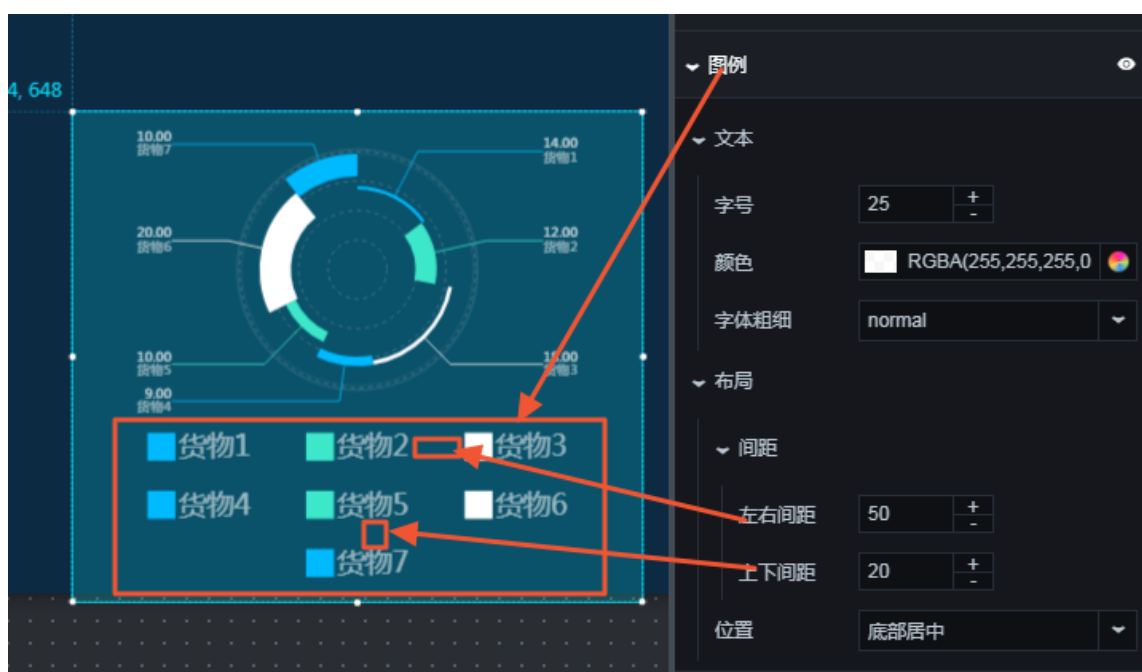 4, 648
10.00
货物7
14.00
货物1
20.00
货物6
12.00
货物2
10.00
货物5
货物3
9.00
货物4
货物1
货物2
货物3
货物4
货物5
货物6
货物7
图例
文本
字号
25
+
-
颜色
RGBA(255,255,255,0
字体粗细
normal
布局
间距
左右间距
50
+
-
上下间距
20
+
-
位置
底部居中